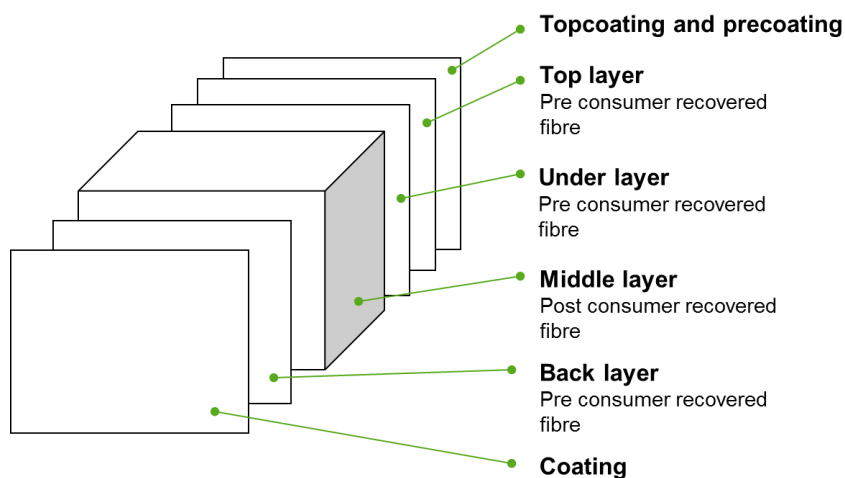 Topcoating and precoating
Top layer
Pre consumer recovered
fibre
Under layer
Pre consumer recovered
fibre
Middle layer
Post consumer recovered
fibre
Back layer
Pre consumer recovered
fibre
Coating